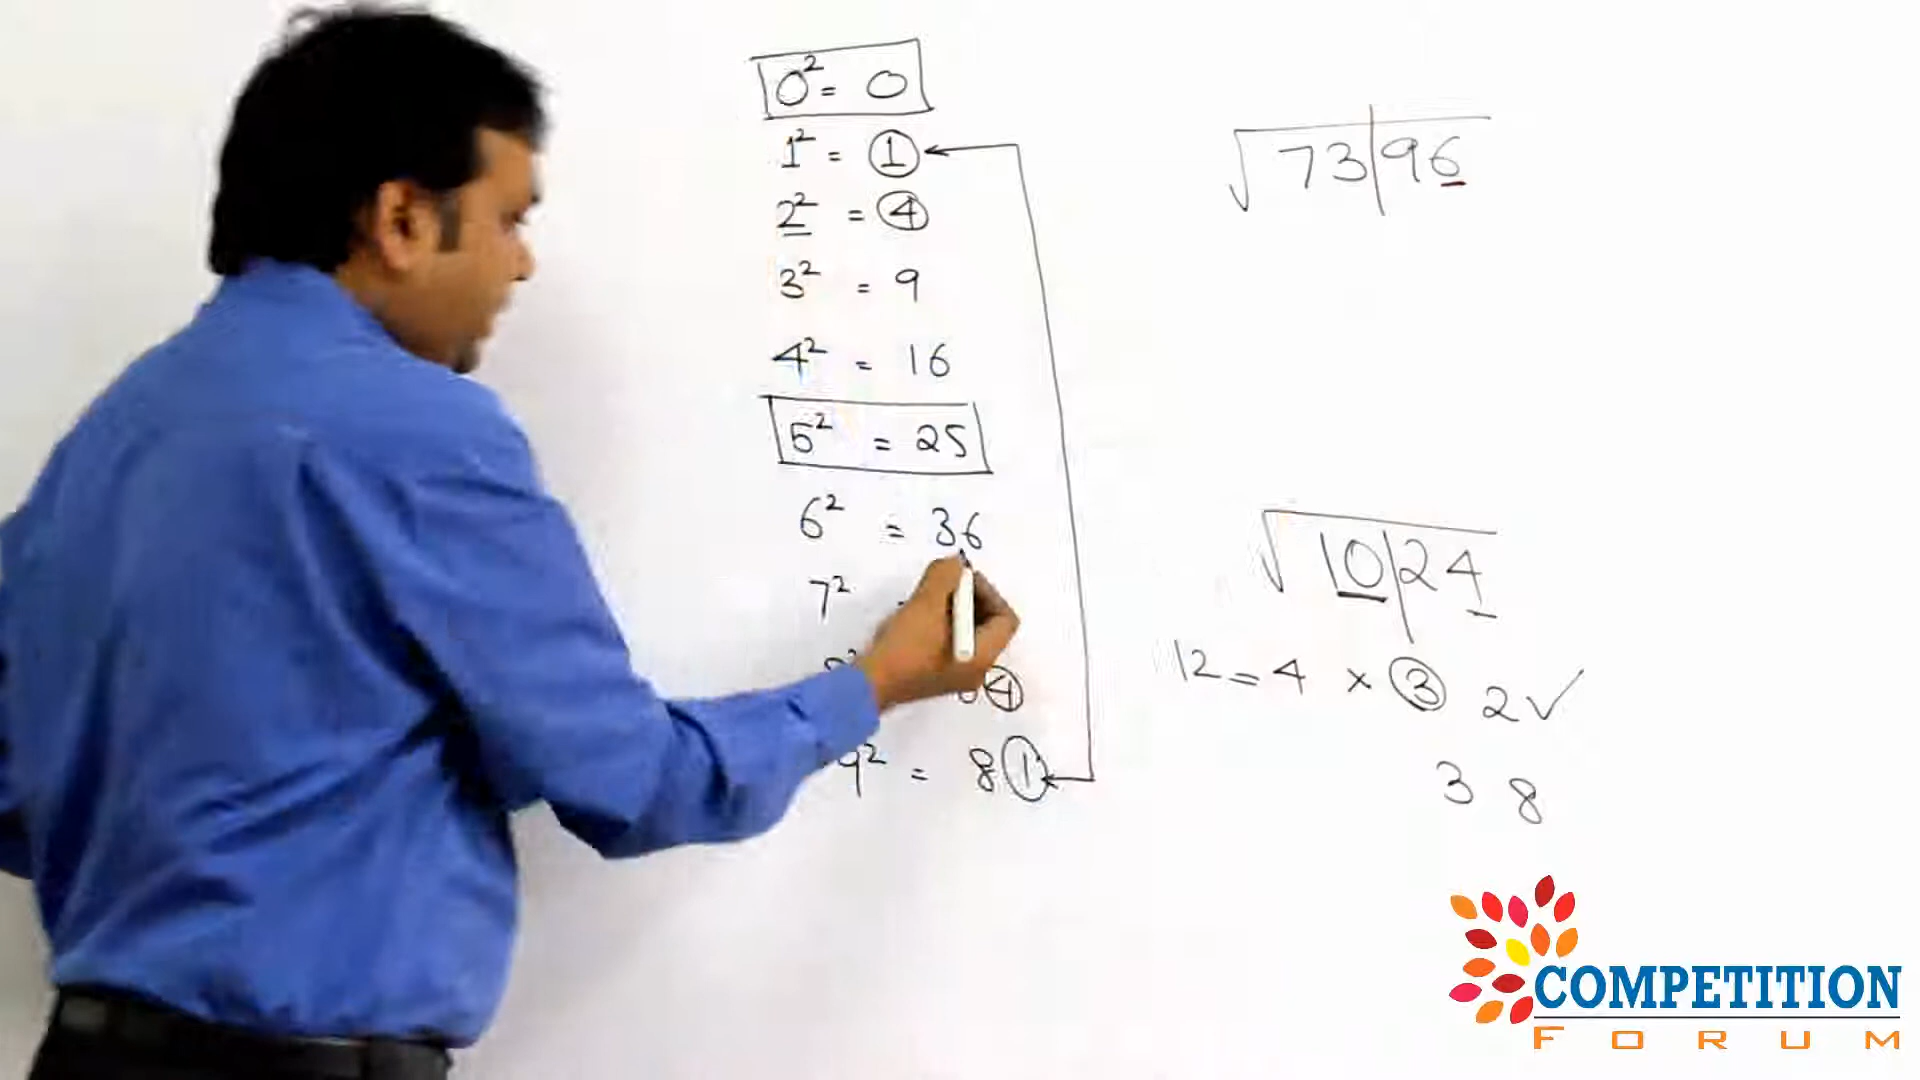 0² = 0
1² = 1
2² = 4
3² = 9
4² = 16
5² = 25
6² = 36
7²
4
9² = 81
√73|96
√10|24
12 = 4 × 3 2✓
3 8
COMPETITION
FORUM